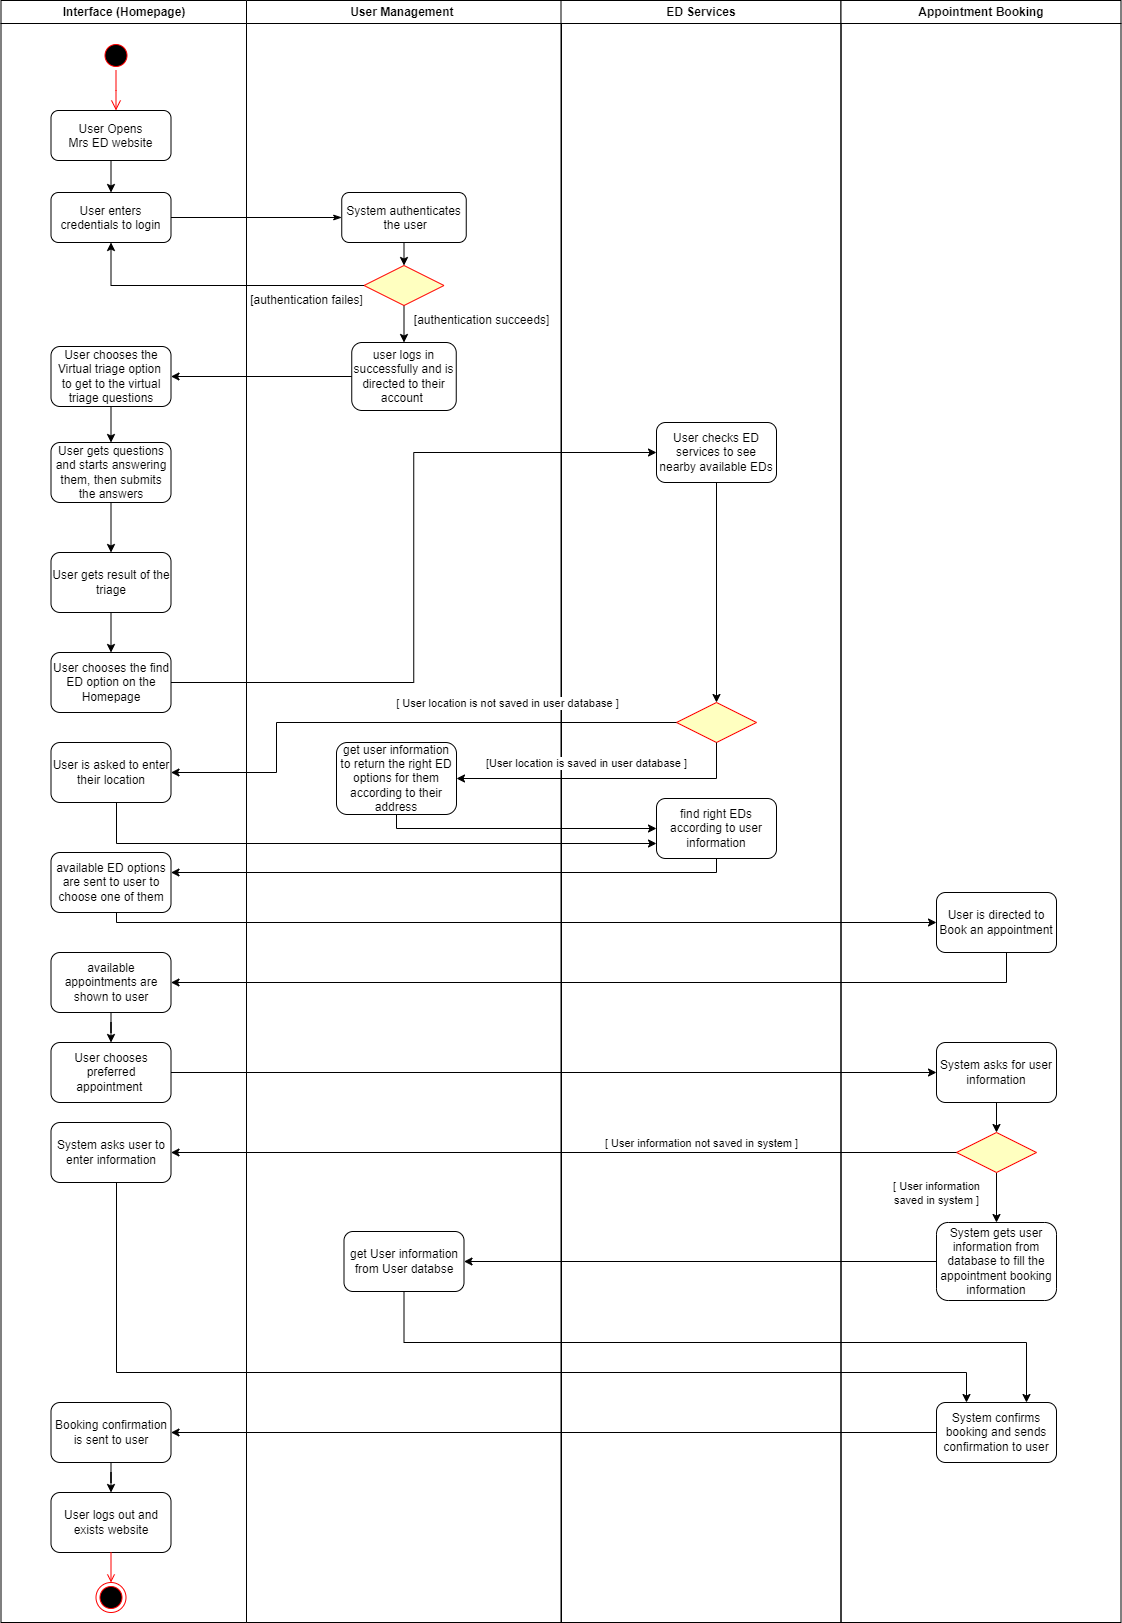 Interface (Homepage)
User Management
ED Services
Appointment Booking
User Opens
Mrs ED website
User enters
credentials to login
System authenticates
the user
[authentication failes]
[authentication succeeds]
user logs in
successfully and is
directed to their
account
User chooses the
Virtual triage option
to get to the virtual
triage questions
User gets questions
and starts answering
them, then submits
the answers
User checks ED
services to see
nearby available EDs
User gets result of the
triage
User chooses the find
ED option on the
Homepage
[ User location is not saved in user database ]
[User location is saved in user database ]
User is asked to enter
their location
get user information
to return the right ED
options for them
according to their
address
find right EDs
according to user
information
available ED options
are sent to user to
choose one of them
User is directed to
Book an appointment
available
appointments are
shown to user
User chooses
preferred
appointment
System asks for user
information
[ User information not saved in system ]
System asks user to
enter information
[ User information
saved in system ]
System gets user
information from
database to fill the
appointment booking
information
get User information
from User databse
System confirms
booking and sends
confirmation to user
Booking confirmation
is sent to user
User logs out and
exists website